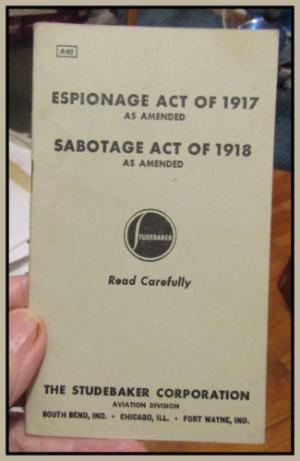 A42
ESPIONAGE ACT OF 1917
AS AMENDED
SABOTAGE ACT OF 1918
AS AMENDED
STUDEBAKER
Read Carefully
THE STUDEBAKER CORPORATION
AVIATION DIVISION
SOUTH BEND, IND. • CHICAGO, ILL. • FORT WAYNE, IND.